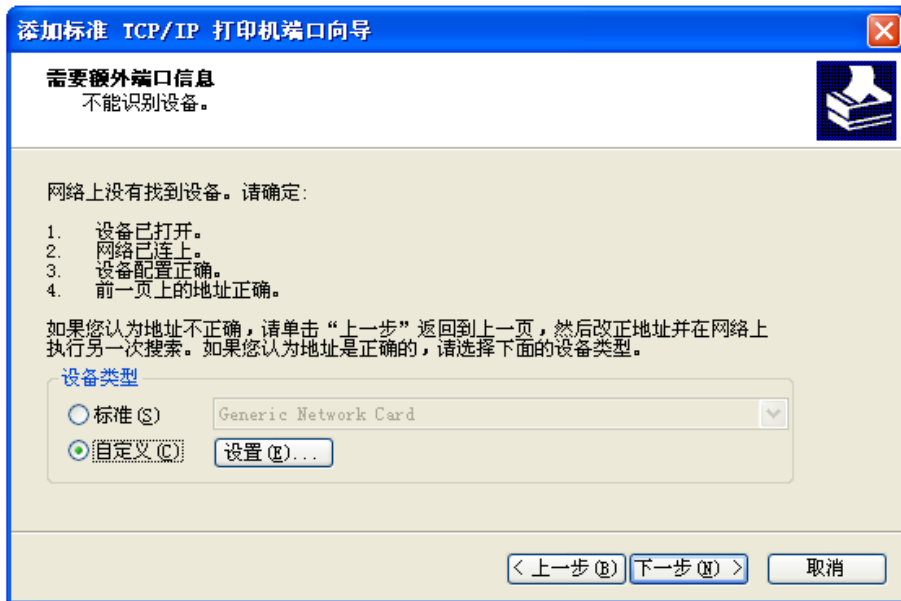 添加标准 TCP/IP 打印机端口向导
需要额外端口信息
不能识别设备。
网络上没有找到设备。请确定:
1. 设备已打开。
2. 网络已连上。
3. 设备配置正确。
4. 前一页上的地址正确。
如果您认为地址不正确，请单击“上一步”返回到上一页，然后改正地址并在网络上
执行另一次搜索。如果您认为地址是正确的，请选择下面的设备类型。
设备类型
标准(S) Generic Network Card
自定义(C) 设置(E)...
< 上一步(B) 下一步(N) > 取消